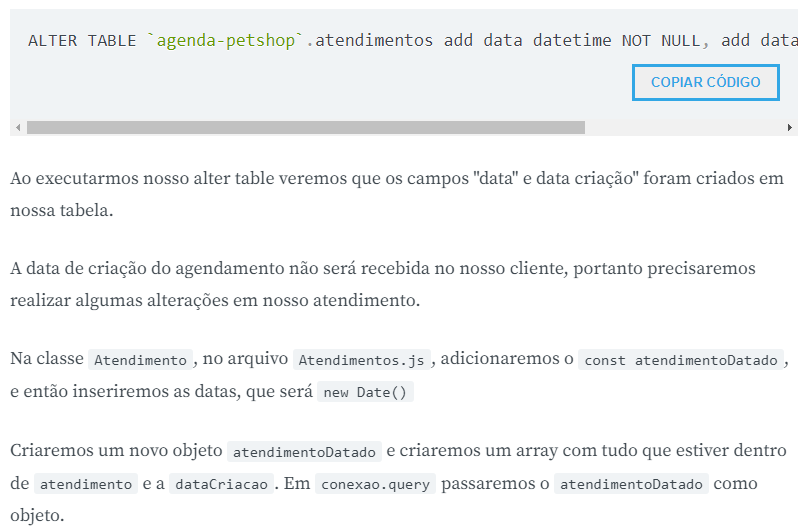 ALTER TABLE `agenda-petshop`.atendimentos add data datetime NOT NULL, add data
COPIAR CÓDIGO
Ao executarmos nosso alter table veremos que os campos "data" e data criação" foram criados em
nossa tabela.
A data de criação do agendamento não será recebida no nosso cliente, portanto precisaremos
realizar algumas alterações em nosso atendimento.
Na classe Atendimento, no arquivo Atendimentos.js, adicionaremos o const atendimentoDatado,
e então inseriremos as datas, que será new Date()
Criaremos um novo objeto atendimentoDatado e criaremos um array com tudo que estiver dentro
de atendimento e a dataCriacao. Em conexao.query passaremos o atendimentoDatado como
objeto.